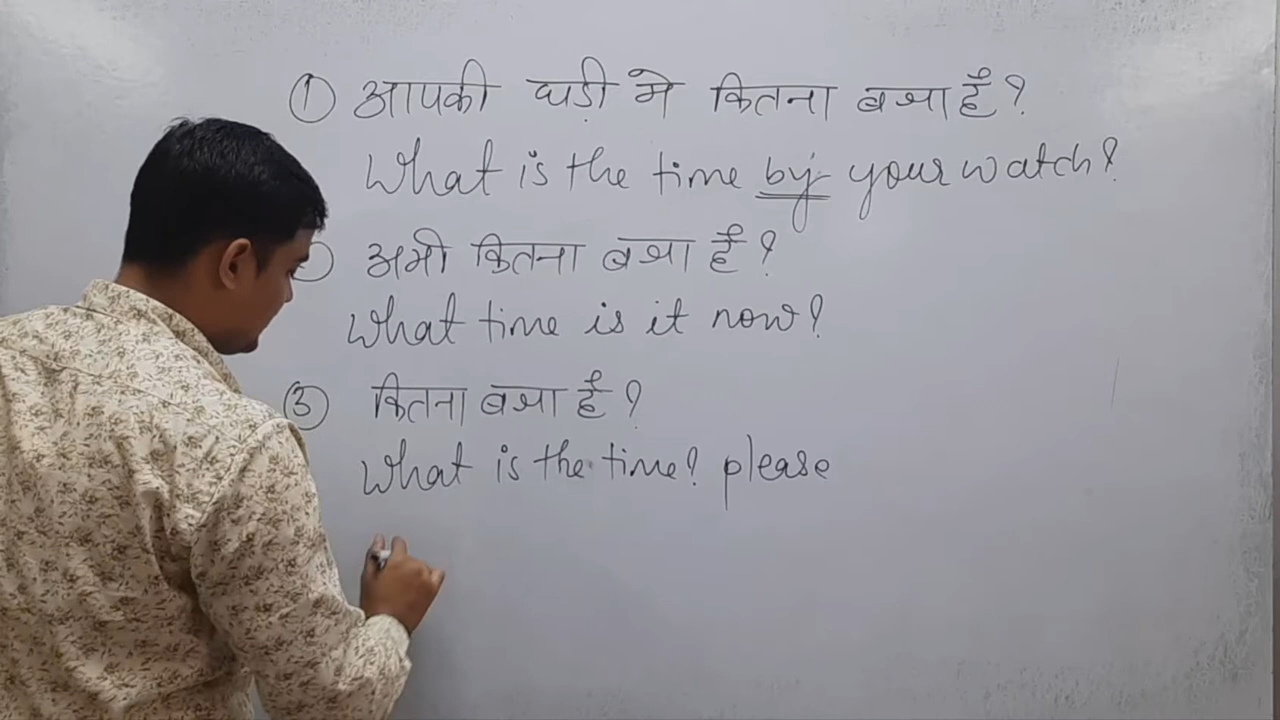 ① आपकी घड़ी मे कितना बजा हैं?
What is the time by your watch?
अभी कितना बजा हैं?
What time is it now?
③ कितना बजा हैं?
What is the time? please